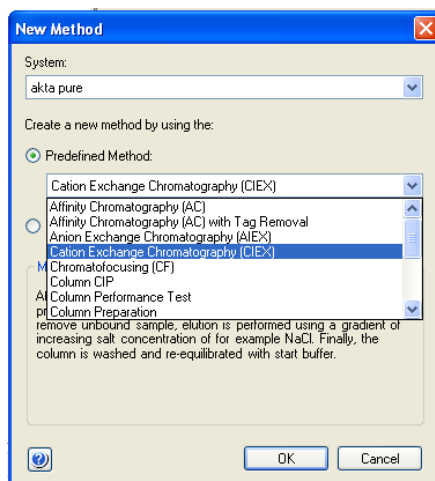 New Method
System:
akta pure
Create a new method by using the:
Predefined Method:
Cation Exchange Chromatography (CIEX)
Affinity Chromatography (AC)
Affinity Chromatography (AC) with Tag Removal
Anion Exchange Chromatography (AIEX)
Cation Exchange Chromatography (CIEX)
Chromatofocusing (CF)
Column CIP
Column Performance Test
Column Preparation
remove unbound sample, elution is performed using a gradient of
increasing salt concentration of for example NaCl. Finally, the
column is washed and re-equilibrated with start buffer.
OK
Cancel